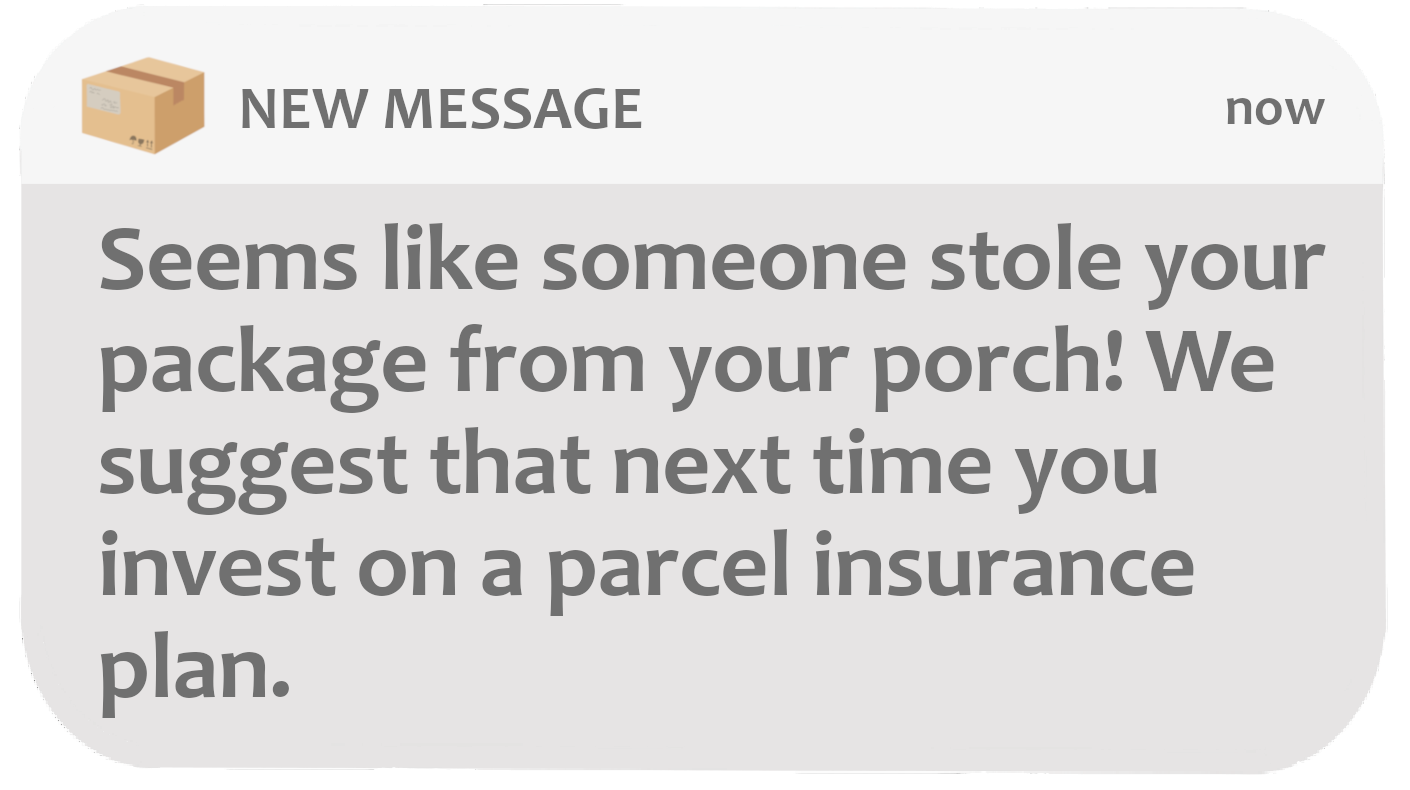 NEW MESSAGE
now
Seems like someone stole your
package from your porch! We
suggest that next time you
invest on a parcel insurance
plan.